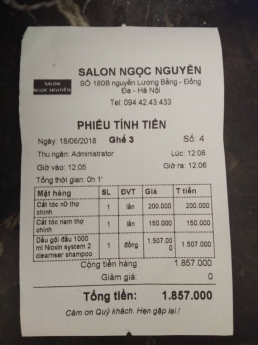 SALON NGỌC NGUYÊN
SALON
NGỌC NGUYÊN
SỐ 180B nguyễn Lương Bằng - Đống
Đa - Hà Nội
Tel: 094.42.43.433
PHIẾU TÍNH TIỀN
Ngày: 18/06/2018 Ghế 3 Số: 4
Thu ngân: Administrator Lúc: 12:06
Giờ vào: 12:05 Giờ ra: 12:06
Tổng thời gian: 0h 1'
Mặt hàng SL ĐVT Giá T tiền
Cắt tóc nữ thợ chính 1 lần 200.000 200.000
Cắt tóc nam thợ chính 1 lần 150.000 150.000
Dầu gội đầu 1000 ml Nioxin system 2 cleanser shampoo 1 đồng 1.507.000 1.507.000
Cộng tiền hàng 1.857.000
Giảm giá: 0
Tổng tiền: 1.857.000
Cảm ơn Quý khách. Hẹn gặp lại!